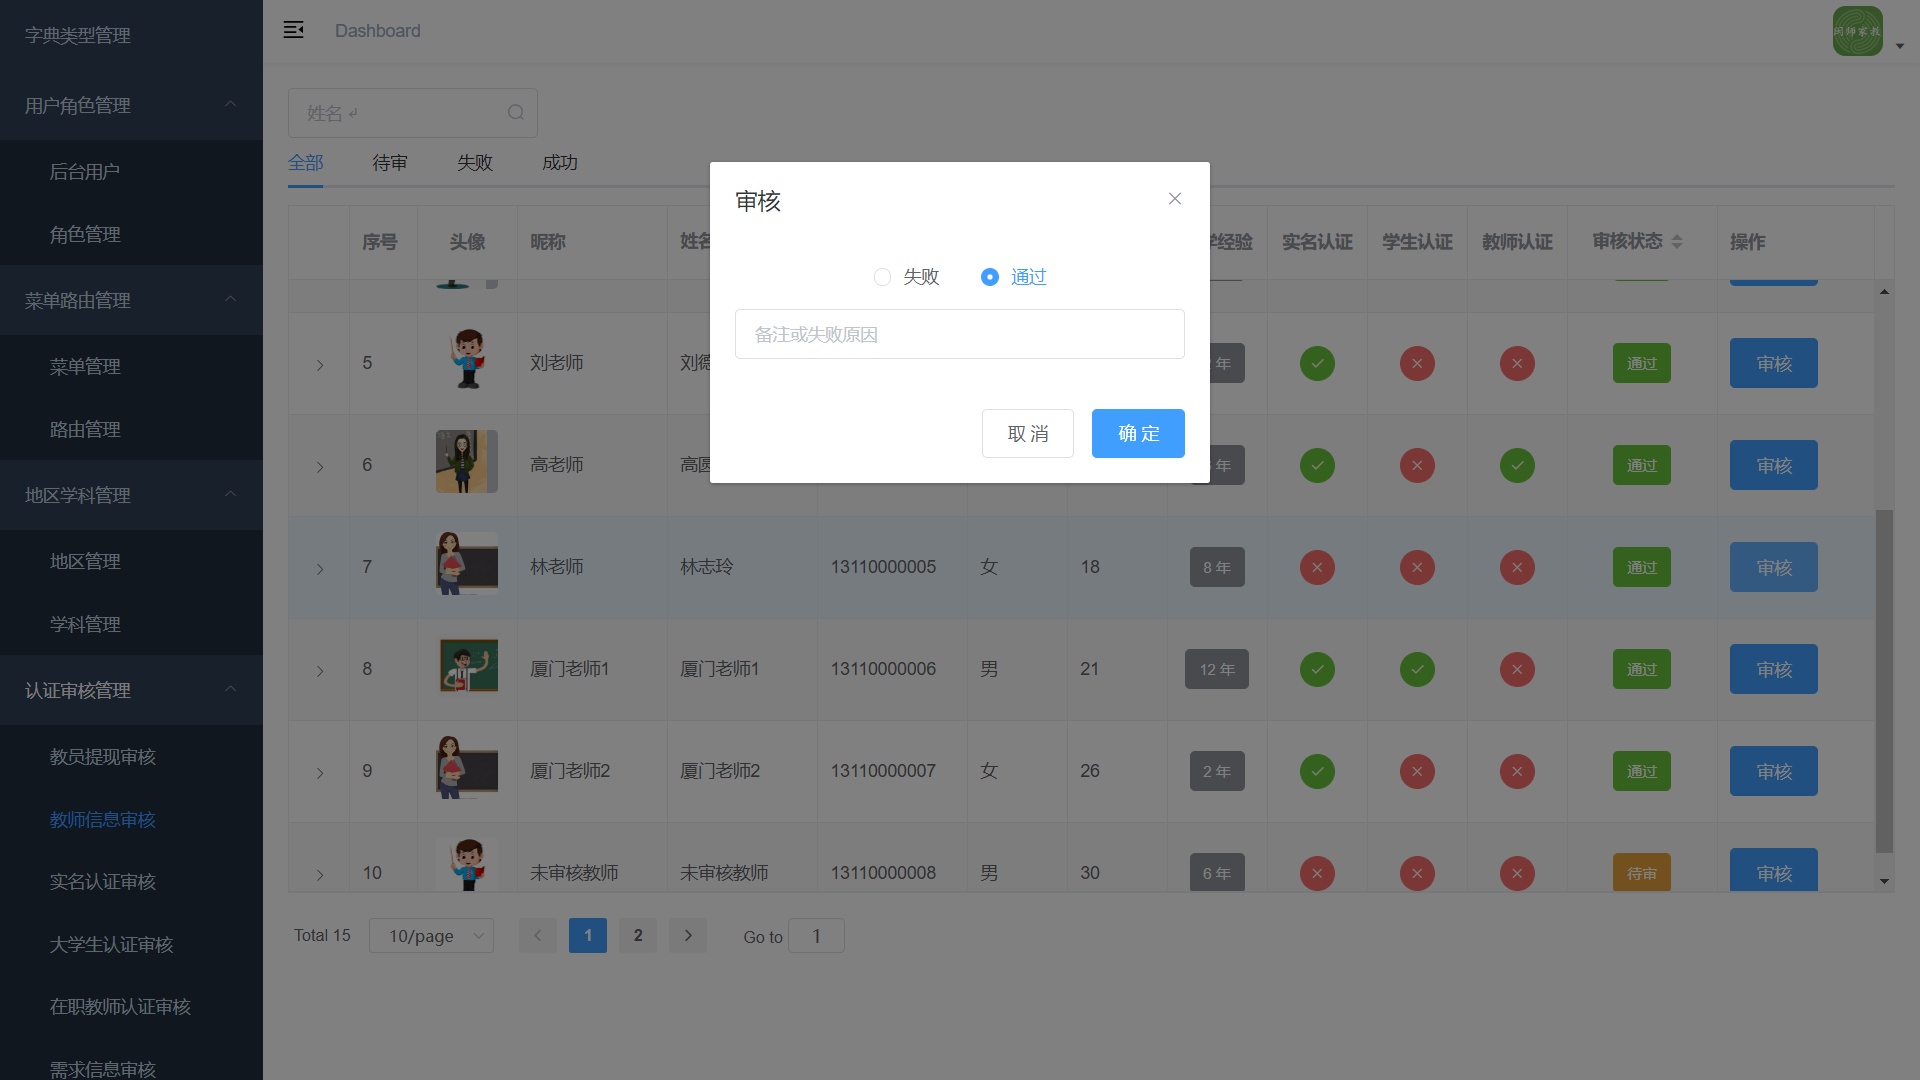 字典类型管理
用户角色管理
后台用户
角色管理
菜单路由管理
菜单管理
路由管理
地区学科管理
地区管理
学科管理
认证审核管理
教员提现审核
教师信息审核
实名认证审核
大学生认证审核
在职教师认证审核
需求信息审核
Dashboard
闰师家教
姓名 ↲
全部 待审 失败 成功
序号 头像 昵称 姓名 学经验 实名认证 学生认证 教师认证 审核状态 操作
5 刘老师 刘德 年 通过 审核
6 高老师 高圆 年 通过 审核
7 林老师 林志玲 13110000005 女 18 8 年 通过 审核
8 厦门老师1 厦门老师1 13110000006 男 21 12 年 通过 审核
9 厦门老师2 厦门老师2 13110000007 女 26 2 年 通过 审核
10 未审核教师 未审核教师 13110000008 男 30 6 年 待审 审核
Total 15 10/page 1 2 Go to 1
审核
失败 通过
备注或失败原因
取 消 确 定